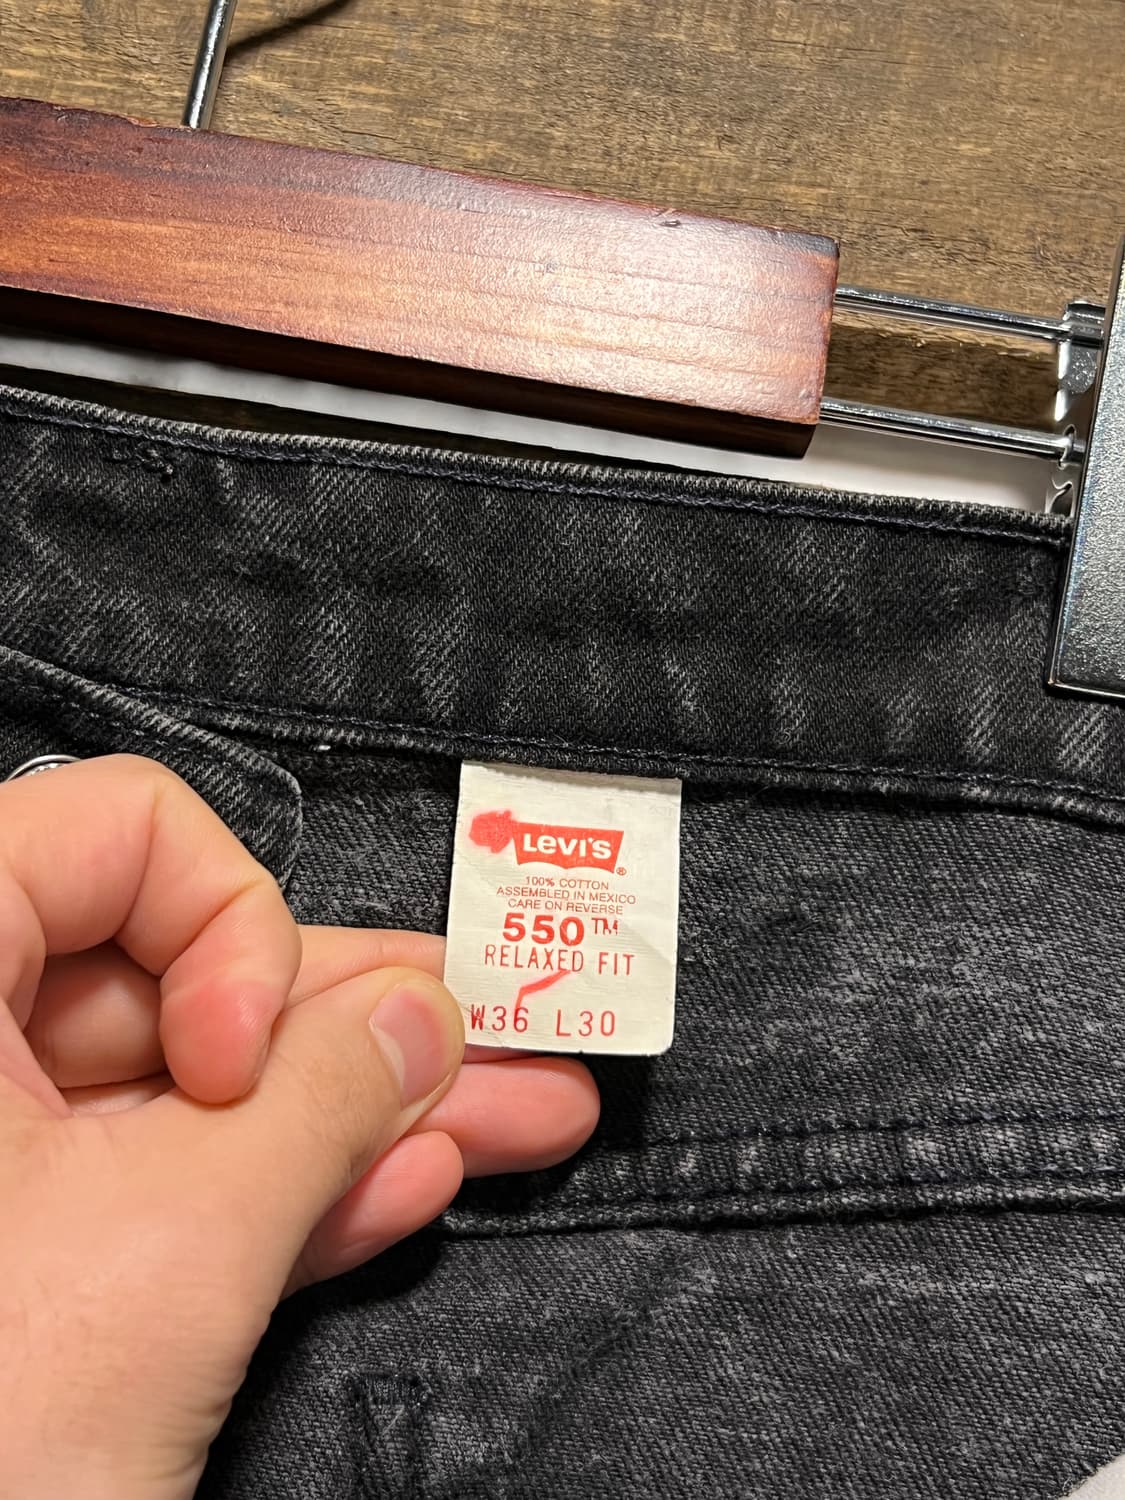 Levi's®
100% COTTON
ASSEMBLED IN MEXICO
CARE ON REVERSE
550™
RELAXED FIT
W36 L30